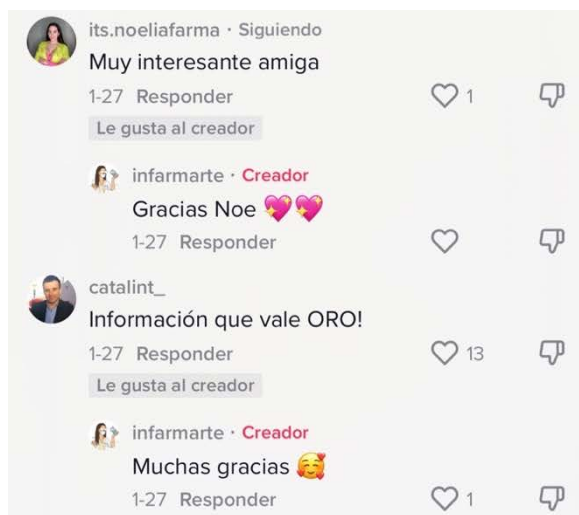 its.noeliafarma · Siguiendo
Muy interesante amiga
1-27 Responder
1
Le gusta al creador
infarmarte · Creador
Gracias Noe 💖💖
1-27 Responder
catalint_
Información que vale ORO!
1-27 Responder
13
Le gusta al creador
infarmarte · Creador
Muchas gracias 🥰
1-27 Responder
1